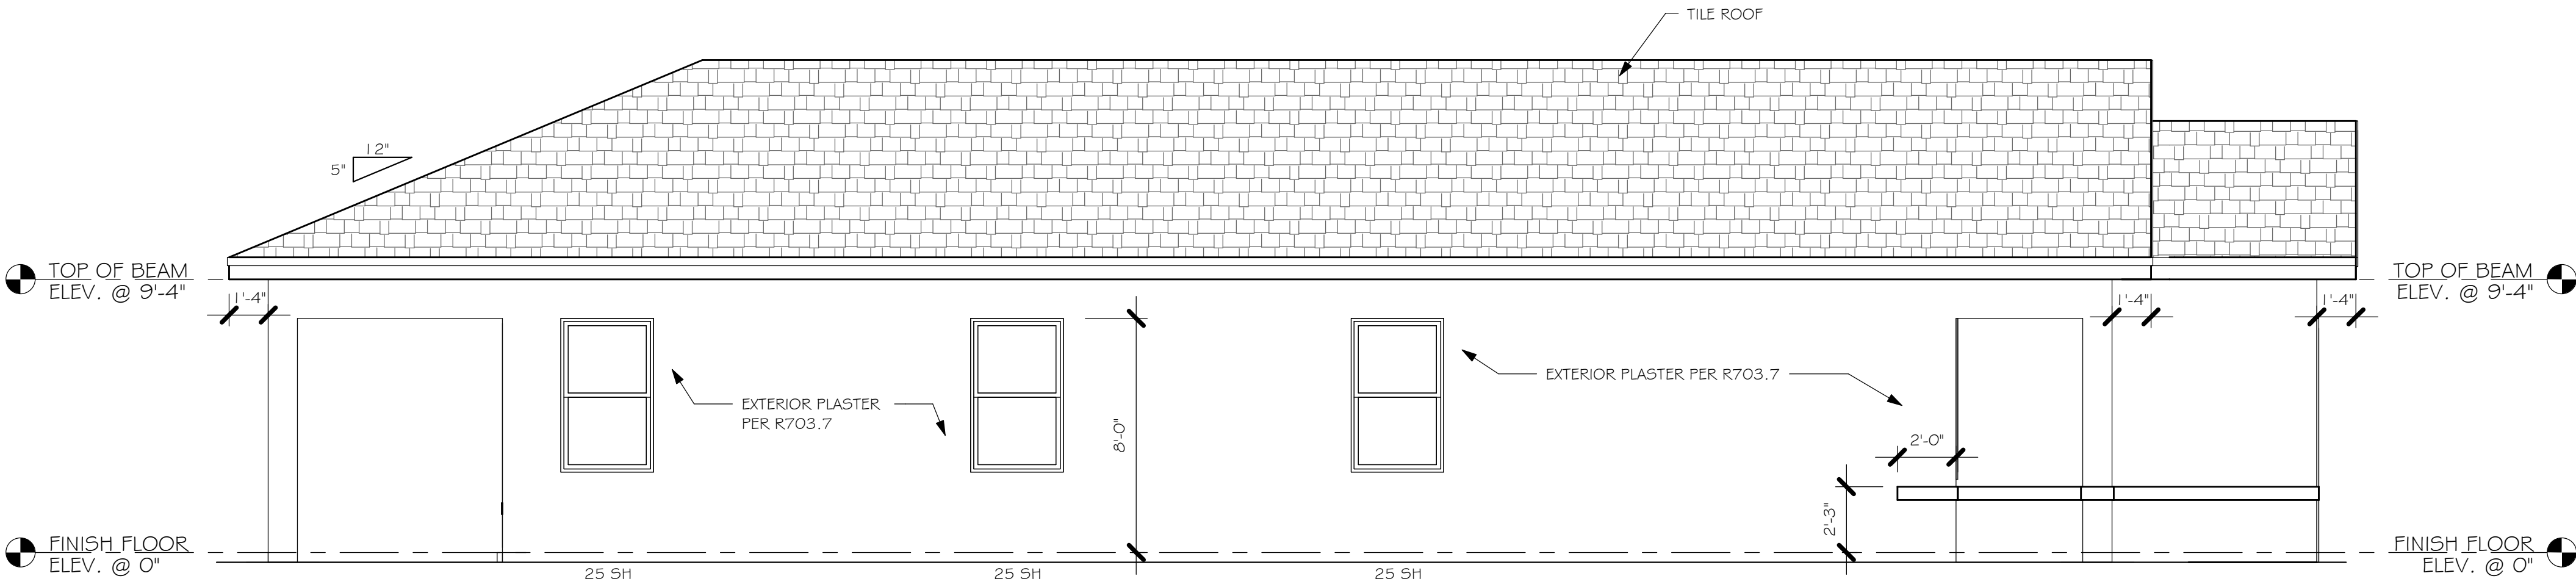 TILE ROOF
12"
5"
TOP OF BEAM
ELEV. @ 9'-4"
TOP OF BEAM
ELEV. @ 9'-4"
1'-4"
1'-4"
1'-4"
EXTERIOR PLASTER PER R703.7
EXTERIOR PLASTER
PER R703.7
8'-0"
2'-0"
2'-3"
FINISH FLOOR
ELEV. @ 0"
FINISH FLOOR
ELEV. @ 0"
25 SH
25 SH
25 SH